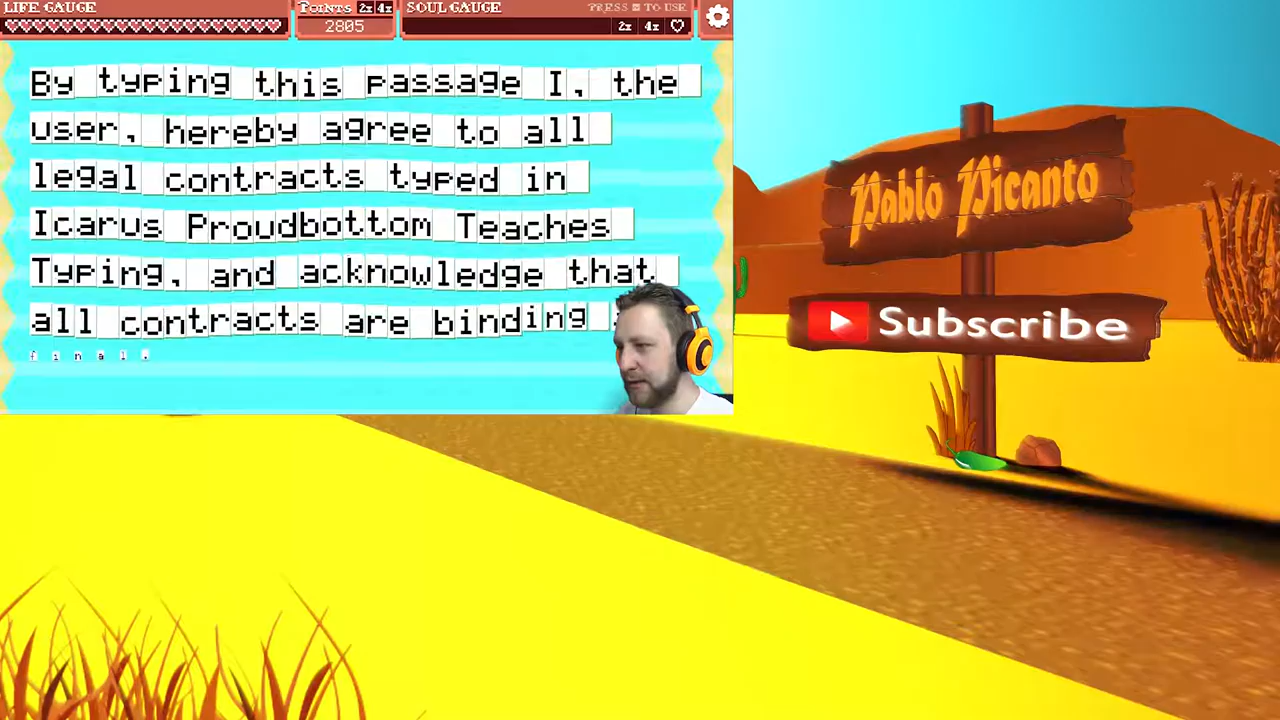 LIFE GAUGE
POINTS 2x 4x
2805
SOUL GAUGE
PRESS TO USE
2x 4x
By typing this passage I, the
user, hereby agree to all
legal contracts typed in
Icarus Proudbottom Teaches
Typing, and acknowledge that
all contracts are binding
final.
Pablo Picanto
Subscribe